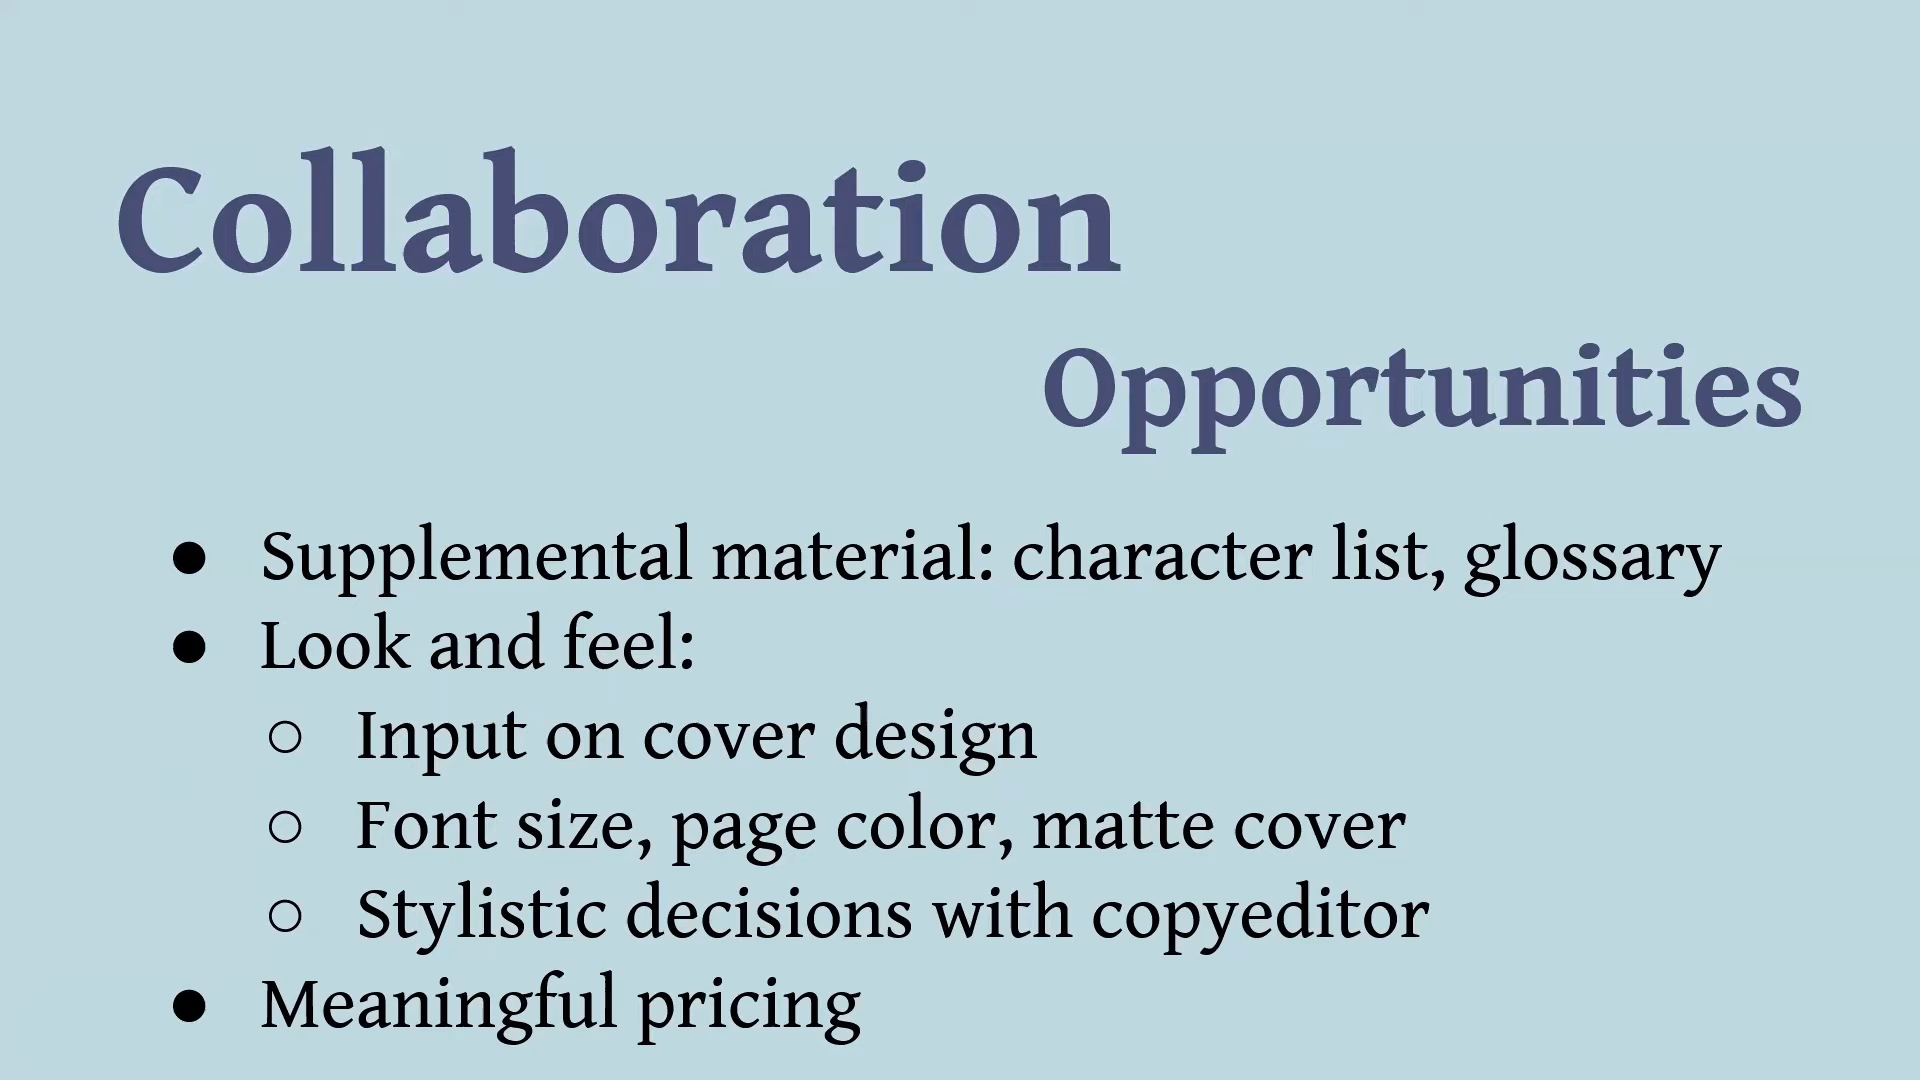 Collaboration
Opportunities
● Supplemental material: character list, glossary
● Look and feel:
○ Input on cover design
○ Font size, page color, matte cover
○ Stylistic decisions with copyeditor
● Meaningful pricing